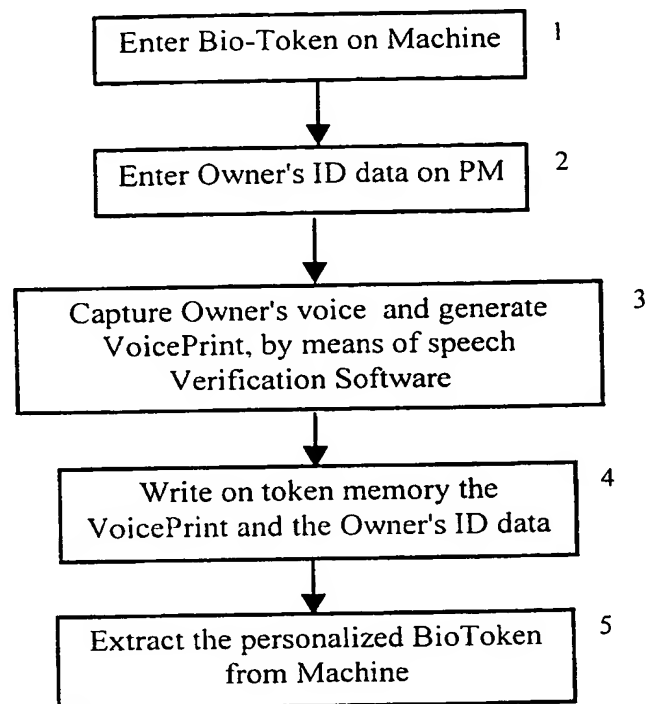 Enter Bio-Token on Machine 1
Enter Owner's ID data on PM 2
Capture Owner's voice and generate 3
VoicePrint, by means of speech
Verification Software
Write on token memory the 4
VoicePrint and the Owner's ID data
Extract the personalized BioToken 5
from Machine